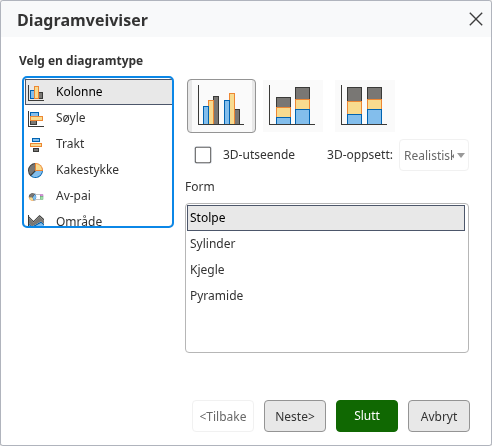 Diagramveiviser
Velg en diagramtype
Kolonne
Søyle
Trakt
Kakestykke
Av-pai
Område
3D-utseende
3D-oppsett:
Realistisk
Form
Stolpe
Sylinder
Kjegle
Pyramide
<Tilbake
Neste>
Slutt
Avbryt